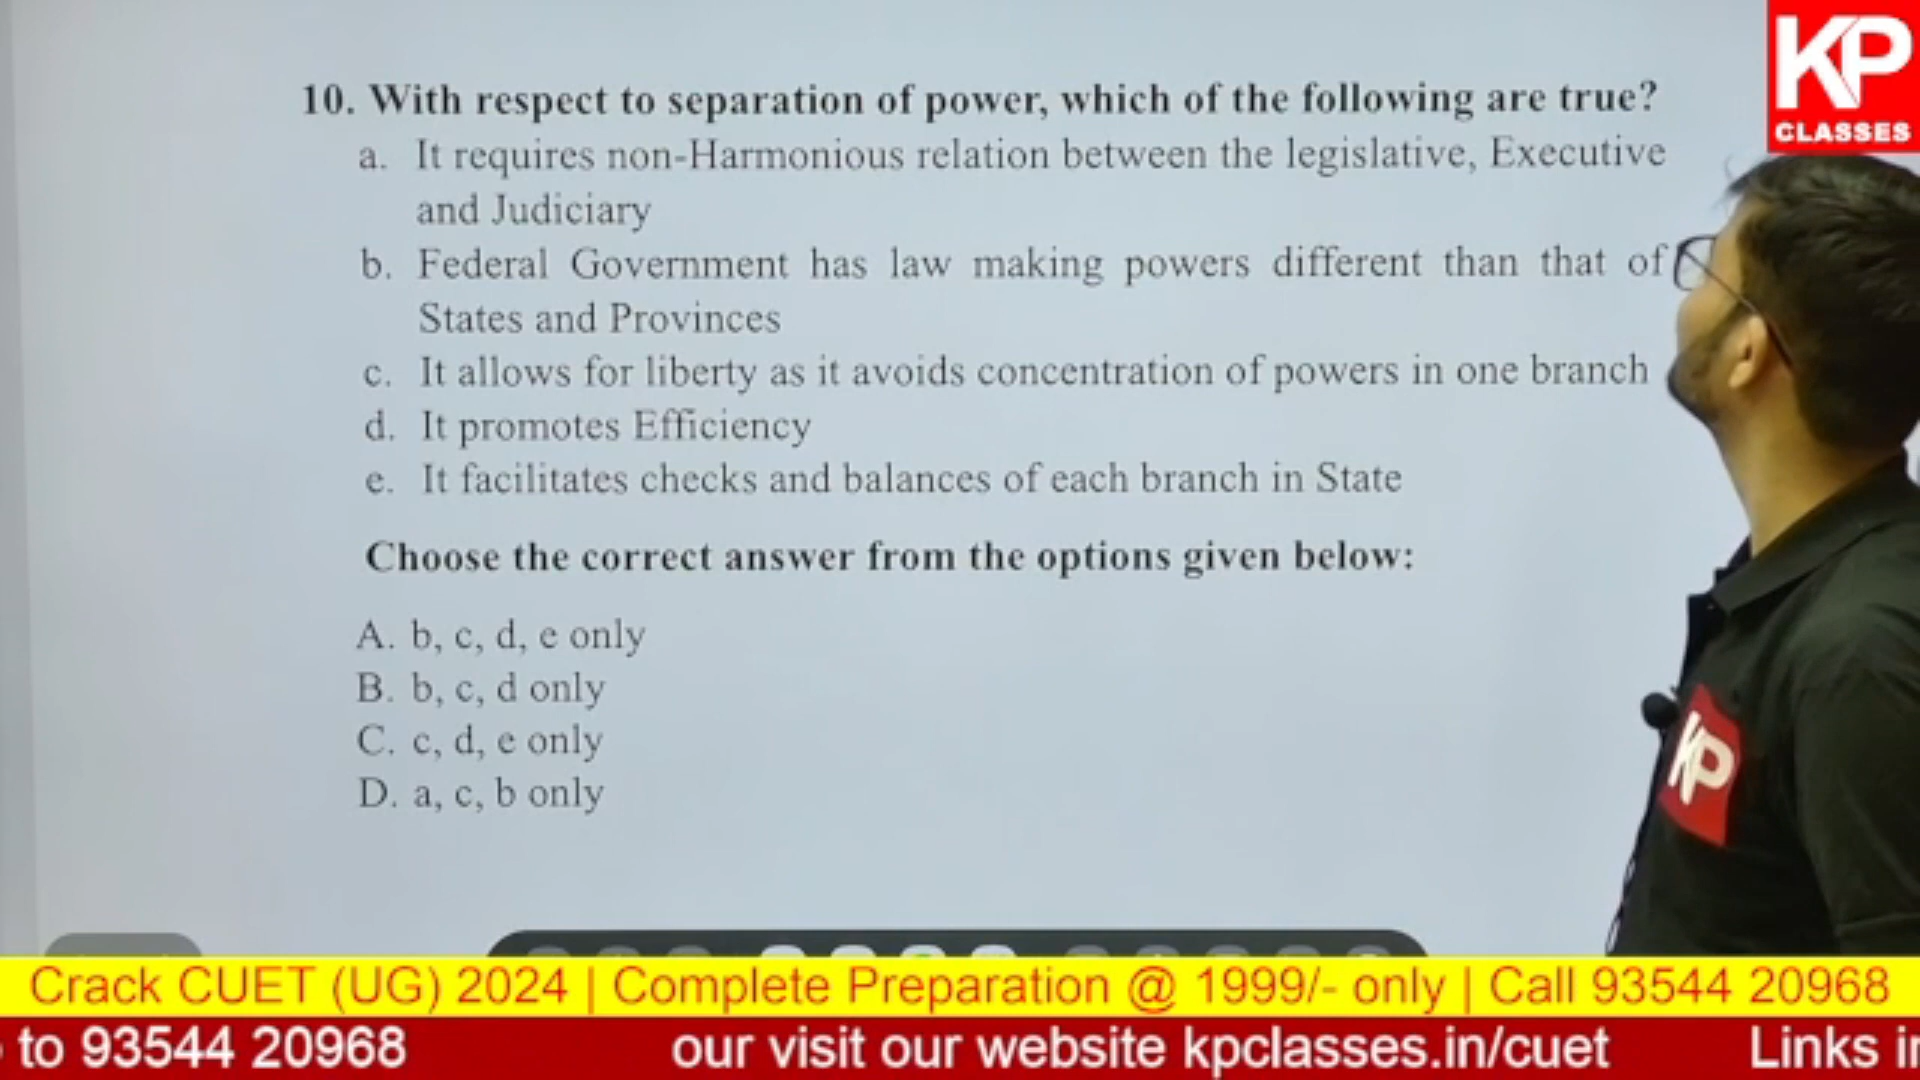 KP
CLASSES
10. With respect to separation of power, which of the following are true?
a. It requires non-Harmonious relation between the legislative, Executive
and Judiciary
b. Federal Government has law making powers different than that of
States and Provinces
c. It allows for liberty as it avoids concentration of powers in one branch
d. It promotes Efficiency
e. It facilitates checks and balances of each branch in State
Choose the correct answer from the options given below:
A. b, c, d, e only
B. b, c, d only
C. c, d, e only
D. a, c, b only
KP
Crack CUET (UG) 2024 | Complete Preparation @ 1999/- only | Call 93544 20968
to 93544 20968 our visit our website kpclasses.in/cuet Links